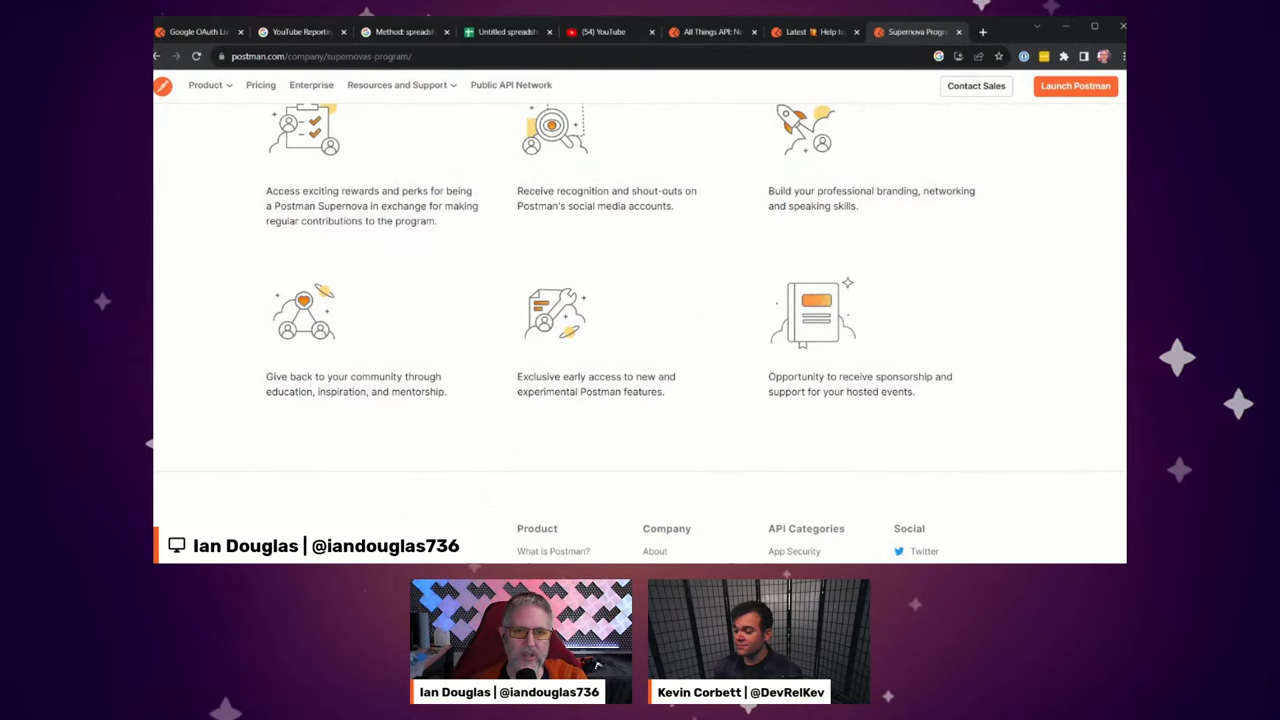 Google OAuth Li
YouTube Reportin
Method: spreads
Untitled spreadsh
(54) YouTube
All Things API: N
Latest
Help to
Supernova Progr
postman.com/company/supernovas-program/
Product
Pricing
Enterprise
Resources and Support
Public API Network
Contact Sales
Launch Postman
Access exciting rewards and perks for being
a Postman Supernova in exchange for making
regular contributions to the program.
Receive recognition and shout-outs on
Postman's social media accounts.
Build your professional branding, networking
and speaking skills.
Give back to your community through
education, inspiration, and mentorship.
Exclusive early access to new and
experimental Postman features.
Opportunity to receive sponsorship and
support for your hosted events.
Product
Company
API Categories
Social
What is Postman?
About
App Security
Twitter
Ian Douglas | @iandouglas736
Ian Douglas | @iandouglas736
Kevin Corbett | @DevRelKev